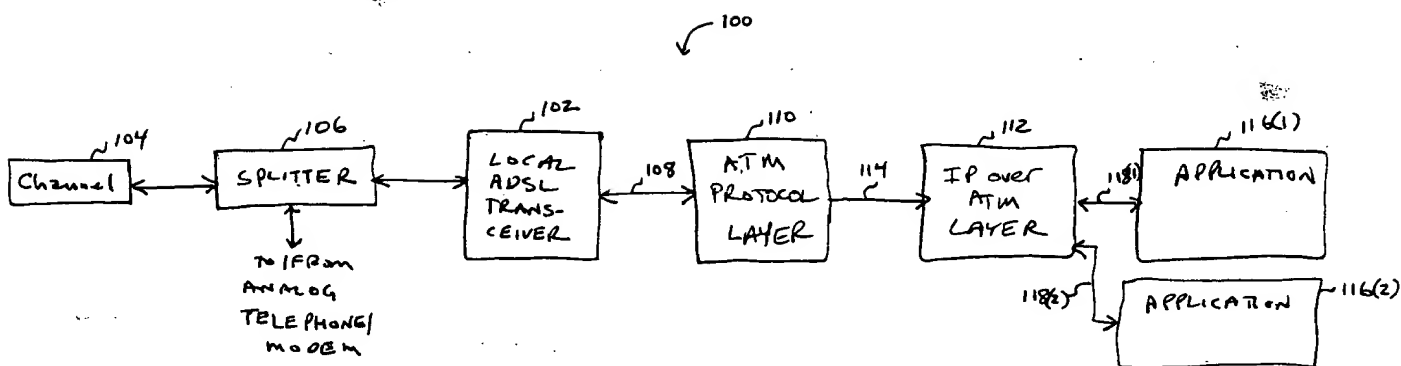 100
104
Channel
106
SPLITTER
TO/FROM
ANALOG
TELEPHONE/
MODEM
102
LOCAL
ADSL
TRANS-
CEIVER
108
110
ATM
PROTOCOL
LAYER
114
112
IP over
ATM
LAYER
118(1)
116(1)
APPLICATION
118(2)
APPLICATION
116(2)